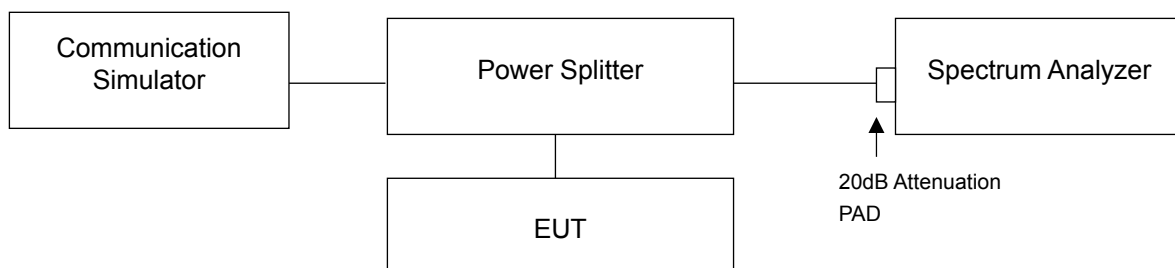 Communication
Simulator
Power Splitter
Spectrum Analyzer
20dB Attenuation
PAD
EUT